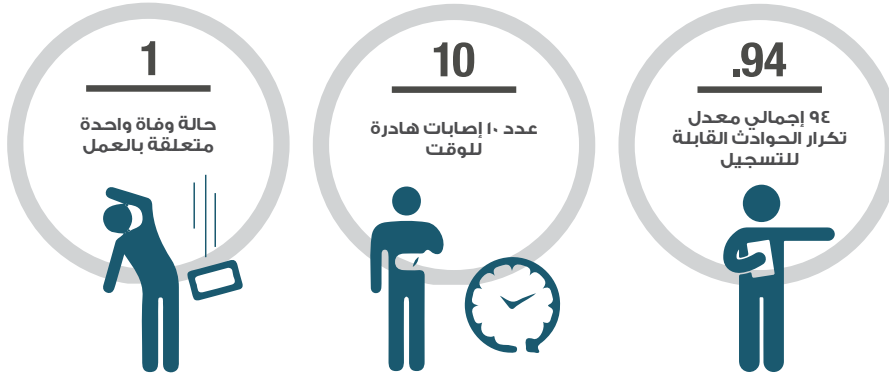 .94
٩٤ إجمالي معدل
تكرار الحوادث القابلة
للتسجيل
10
عدد ١٠ إصابات هادرة
للوقت
1
حالة وفاة واحدة
متعلقة بالعمل